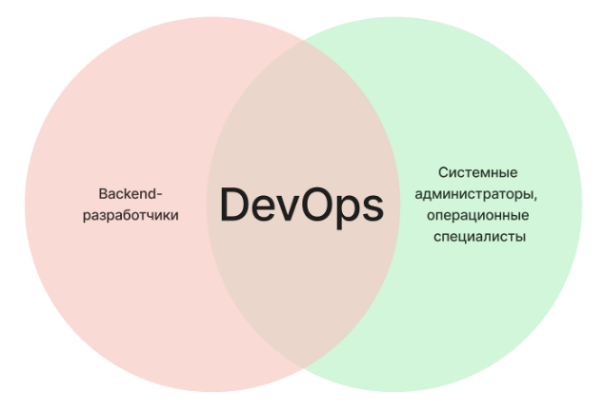 Backend-
разработчики
DevOps
Системные
администраторы,
операционные
специалисты